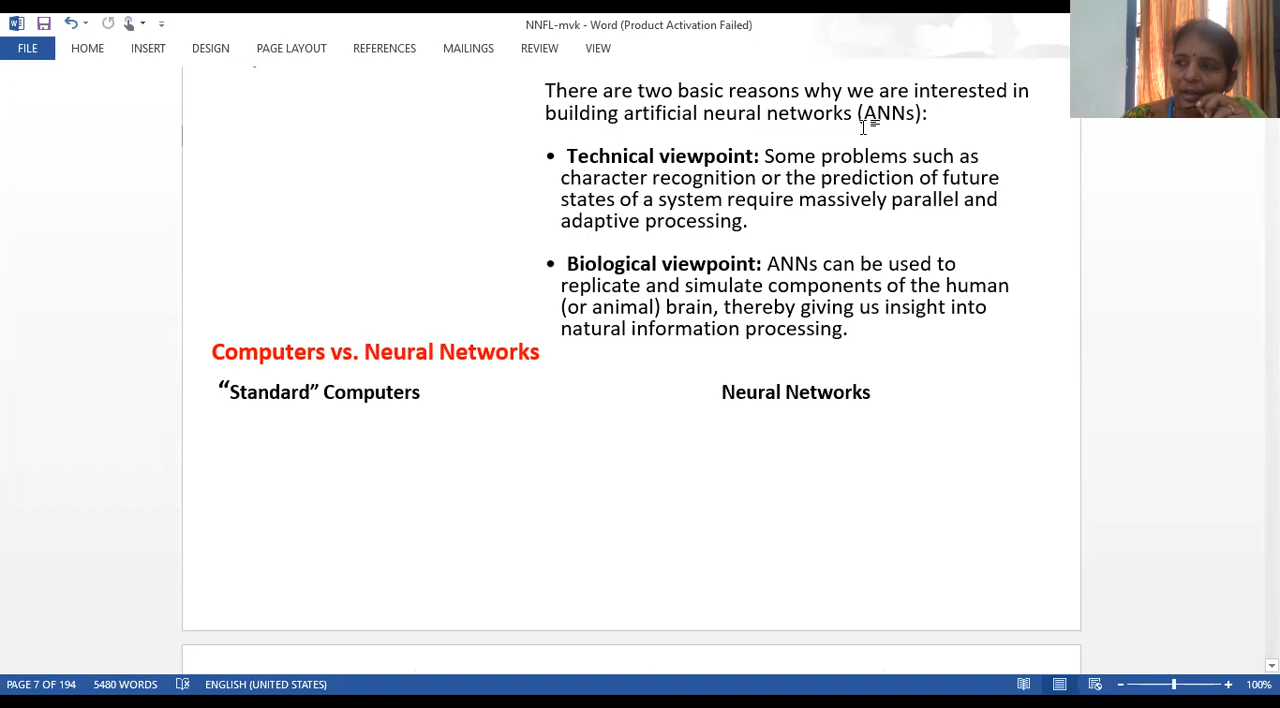 NNFL-mvk - Word (Product Activation Failed)
FILE HOME INSERT DESIGN PAGE LAYOUT REFERENCES MAILINGS REVIEW VIEW
There are two basic reasons why we are interested in
building artificial neural networks (ANNs):
• Technical viewpoint: Some problems such as
character recognition or the prediction of future
states of a system require massively parallel and
adaptive processing.
• Biological viewpoint: ANNs can be used to
replicate and simulate components of the human
(or animal) brain, thereby giving us insight into
natural information processing.
Computers vs. Neural Networks
“Standard” Computers Neural Networks
PAGE 7 OF 194 5480 WORDS ENGLISH (UNITED STATES) 100%